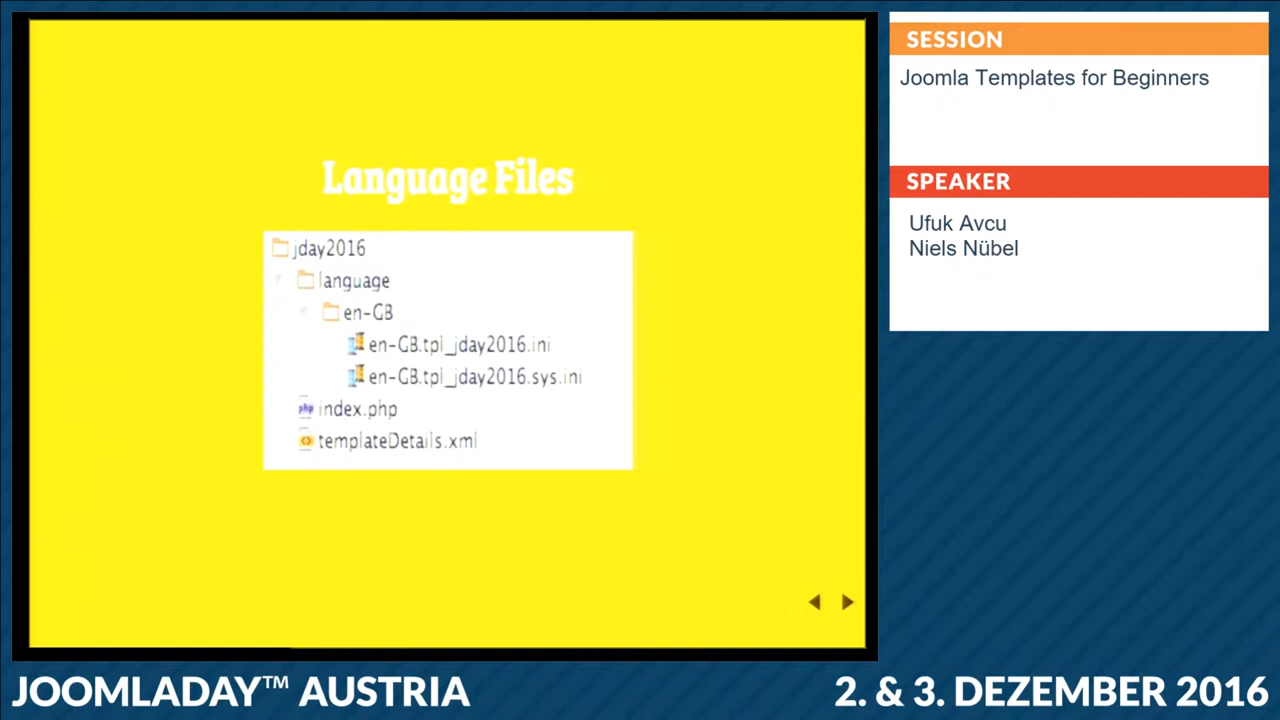 Language Files
jday2016
language
en-GB
en-GB.tpl_jday2016.ini
en-GB.tpl_jday2016.sys.ini
php index.php
templateDetails.xml
SESSION
Joomla Templates for Beginners
SPEAKER
Ufuk Avcu
Niels Nübel
JOOMLADAY™ AUSTRIA
2. & 3. DEZEMBER 2016